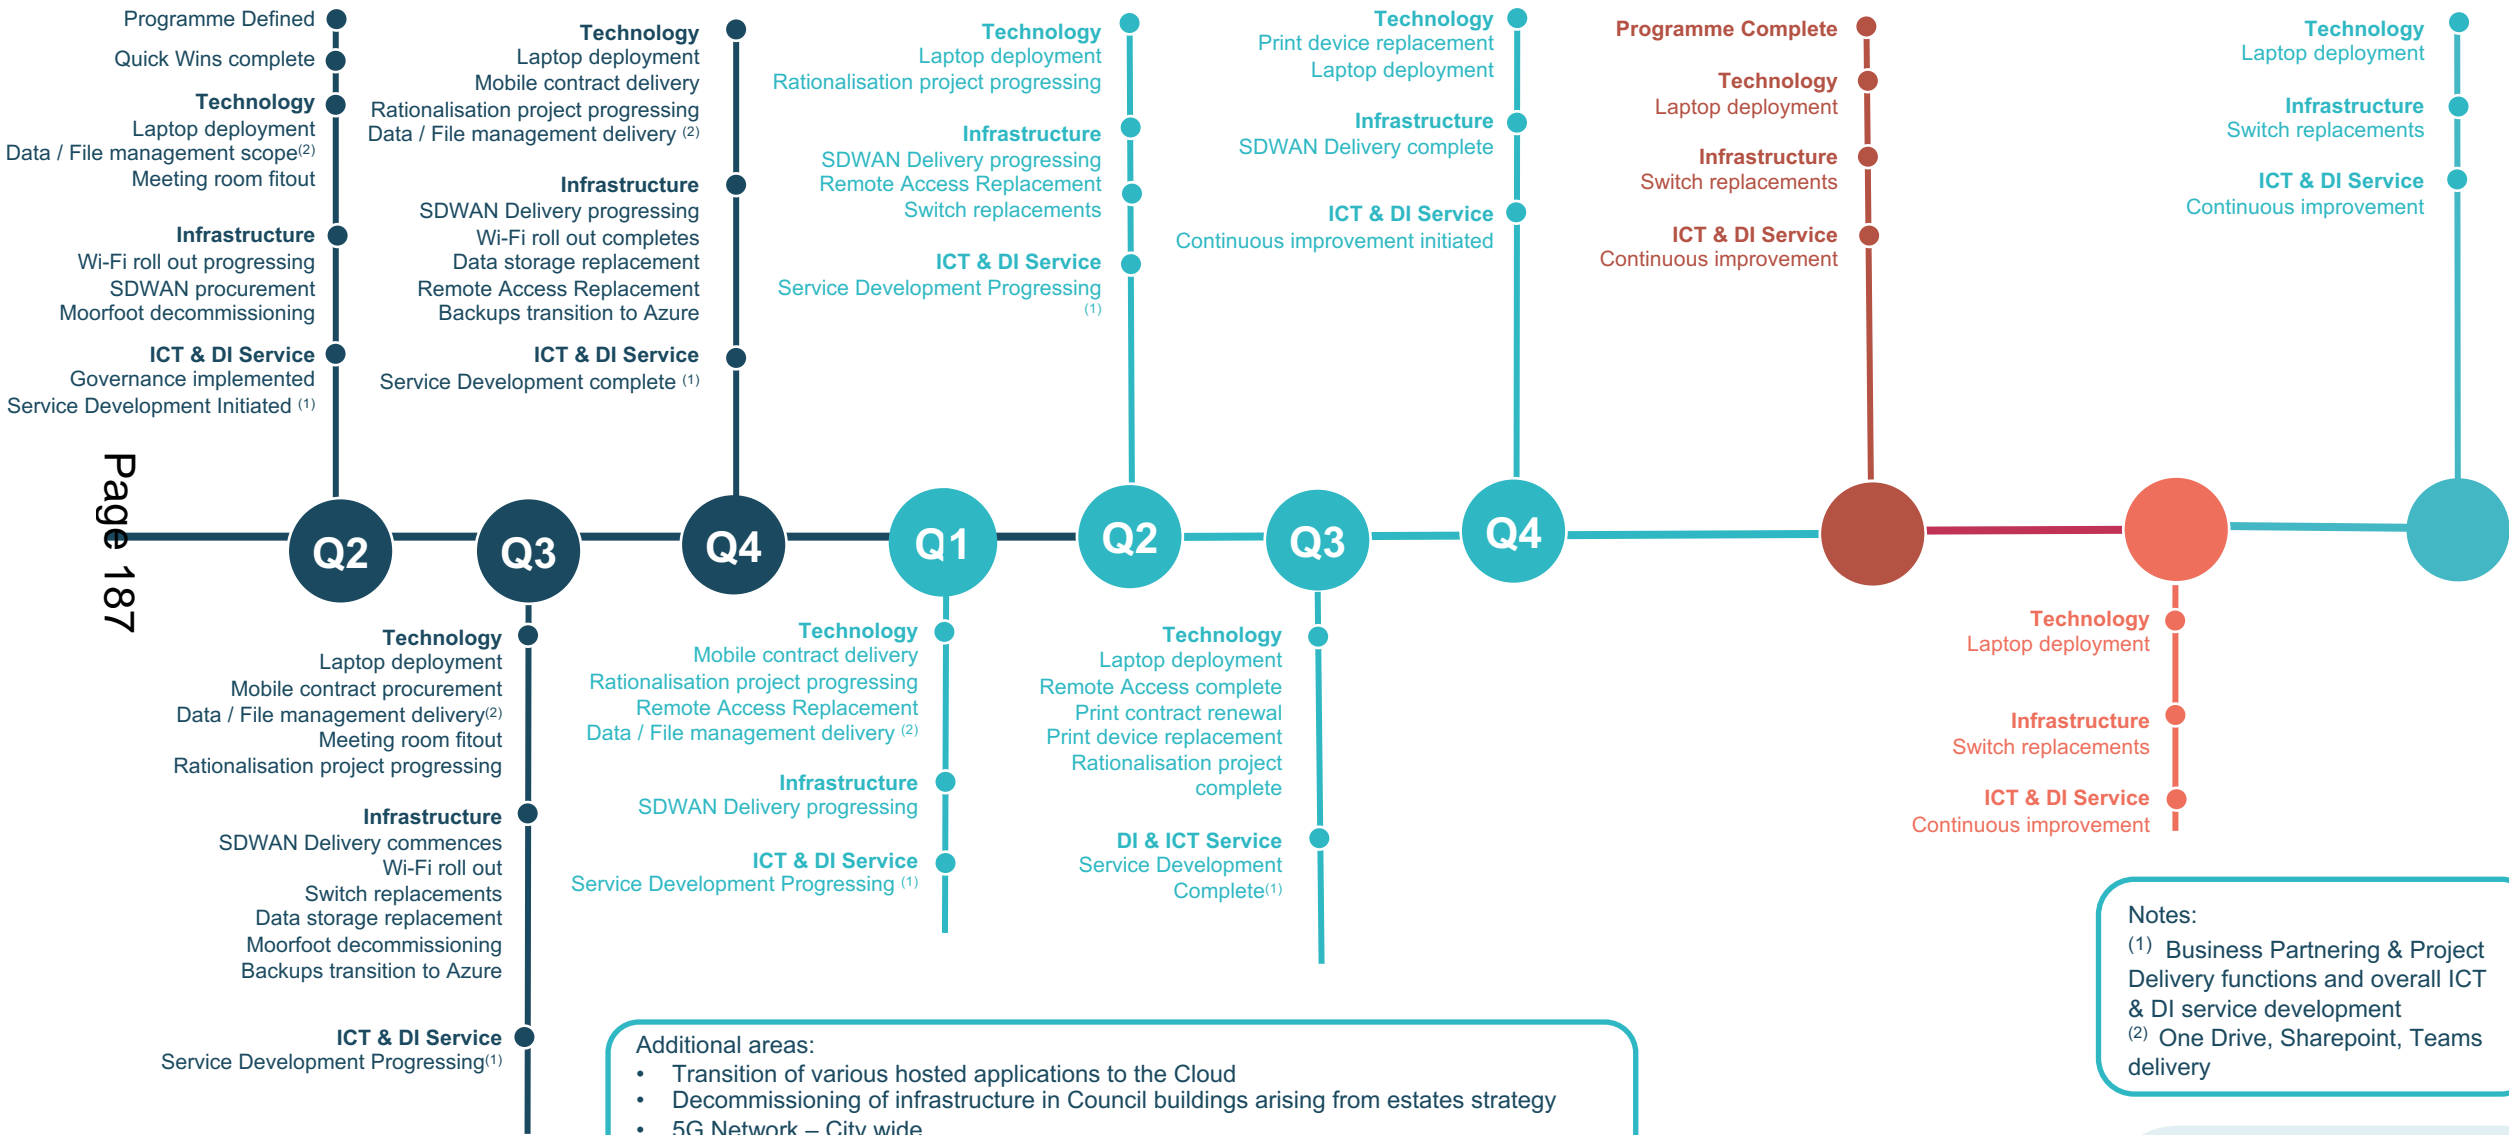 Programme Defined
Quick Wins complete
Technology
Laptop deployment
Data / File management scope(2)
Meeting room fitout
Infrastructure
Wi-Fi roll out progressing
SDWAN procurement
Moorfoot decommissioning
ICT & DI Service
Governance implemented
Service Development Initiated (1)
Technology
Laptop deployment
Mobile contract delivery
Rationalisation project progressing
Data / File management delivery (2)
Infrastructure
SDWAN Delivery progressing
Wi-Fi roll out completes
Data storage replacement
Remote Access Replacement
Backups transition to Azure
ICT & DI Service
Service Development complete (1)
Technology
Laptop deployment
Rationalisation project progressing
Infrastructure
SDWAN Delivery progressing
Remote Access Replacement
Switch replacements
ICT & DI Service
Service Development Progressing
(1)
Technology
Print device replacement
Laptop deployment
Infrastructure
SDWAN Delivery complete
ICT & DI Service
Continuous improvement initiated
Programme Complete
Technology
Laptop deployment
Infrastructure
Switch replacements
ICT & DI Service
Continuous improvement
Technology
Laptop deployment
Infrastructure
Switch replacements
ICT & DI Service
Continuous improvement
Page 187
Q2
Q3
Q4
Q1
Q2
Q3
Q4
Technology
Laptop deployment
Mobile contract procurement
Data / File management delivery(2)
Meeting room fitout
Rationalisation project progressing
Infrastructure
SDWAN Delivery commences
Wi-Fi roll out
Switch replacements
Data storage replacement
Moorfoot decommissioning
Backups transition to Azure
ICT & DI Service
Service Development Progressing(1)
Technology
Mobile contract delivery
Rationalisation project progressing
Remote Access Replacement
Data / File management delivery (2)
Infrastructure
SDWAN Delivery progressing
ICT & DI Service
Service Development Progressing (1)
Technology
Laptop deployment
Remote Access complete
Print contract renewal
Print device replacement
Rationalisation project
complete
DI & ICT Service
Service Development
Complete(1)
Technology
Laptop deployment
Infrastructure
Switch replacements
ICT & DI Service
Continuous improvement
Additional areas:
• Transition of various hosted applications to the Cloud
• Decommissioning of infrastructure in Council buildings arising from estates strategy
• 5G Network – City wide
Notes:
(1) Business Partnering & Project
Delivery functions and overall ICT
& DI service development
(2) One Drive, Sharepoint, Teams
delivery